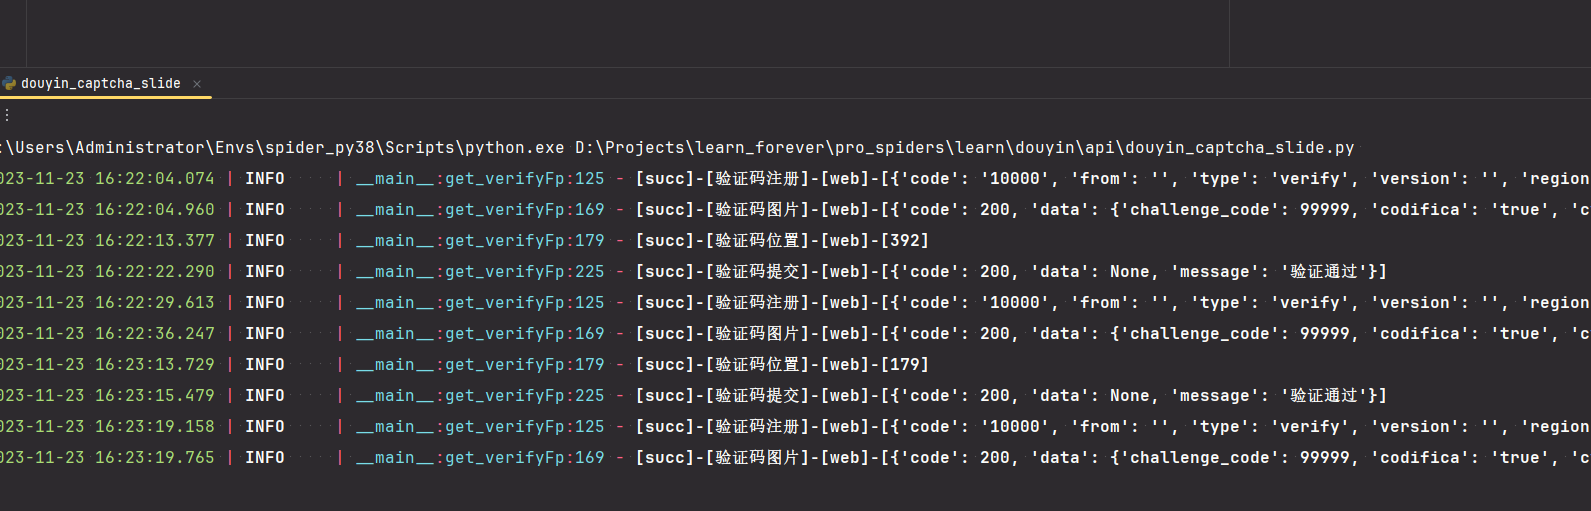 douyin_captcha_slide
:\Users\Administrator\Envs\spider_py38\Scripts\python.exe D:\Projects\learn_forever\pro_spiders\learn\douyin\api\douyin_captcha_slide.py
023-11-23 16:22:04.074 | INFO | __main__:get_verifyFp:125 - [succ]-[验证码注册]-[web]-[{'code': '10000', 'from': '', 'type': 'verify', 'version': '', 'region
023-11-23 16:22:04.960 | INFO | __main__:get_verifyFp:169 - [succ]-[验证码图片]-[web]-[{'code': 200, 'data': {'challenge_code': 99999, 'codifica': 'true', 'c
023-11-23 16:22:13.377 | INFO | __main__:get_verifyFp:179 - [succ]-[验证码位置]-[web]-[392]
023-11-23 16:22:22.290 | INFO | __main__:get_verifyFp:225 - [succ]-[验证码提交]-[web]-[{'code': 200, 'data': None, 'message': '验证通过'}]
023-11-23 16:22:29.613 | INFO | __main__:get_verifyFp:125 - [succ]-[验证码注册]-[web]-[{'code': '10000', 'from': '', 'type': 'verify', 'version': '', 'region
023-11-23 16:22:36.247 | INFO | __main__:get_verifyFp:169 - [succ]-[验证码图片]-[web]-[{'code': 200, 'data': {'challenge_code': 99999, 'codifica': 'true', 'c
023-11-23 16:23:13.729 | INFO | __main__:get_verifyFp:179 - [succ]-[验证码位置]-[web]-[179]
023-11-23 16:23:15.479 | INFO | __main__:get_verifyFp:225 - [succ]-[验证码提交]-[web]-[{'code': 200, 'data': None, 'message': '验证通过'}]
023-11-23 16:23:19.158 | INFO | __main__:get_verifyFp:125 - [succ]-[验证码注册]-[web]-[{'code': '10000', 'from': '', 'type': 'verify', 'version': '', 'region
023-11-23 16:23:19.765 | INFO | __main__:get_verifyFp:169 - [succ]-[验证码图片]-[web]-[{'code': 200, 'data': {'challenge_code': 99999, 'codifica': 'true', 'c